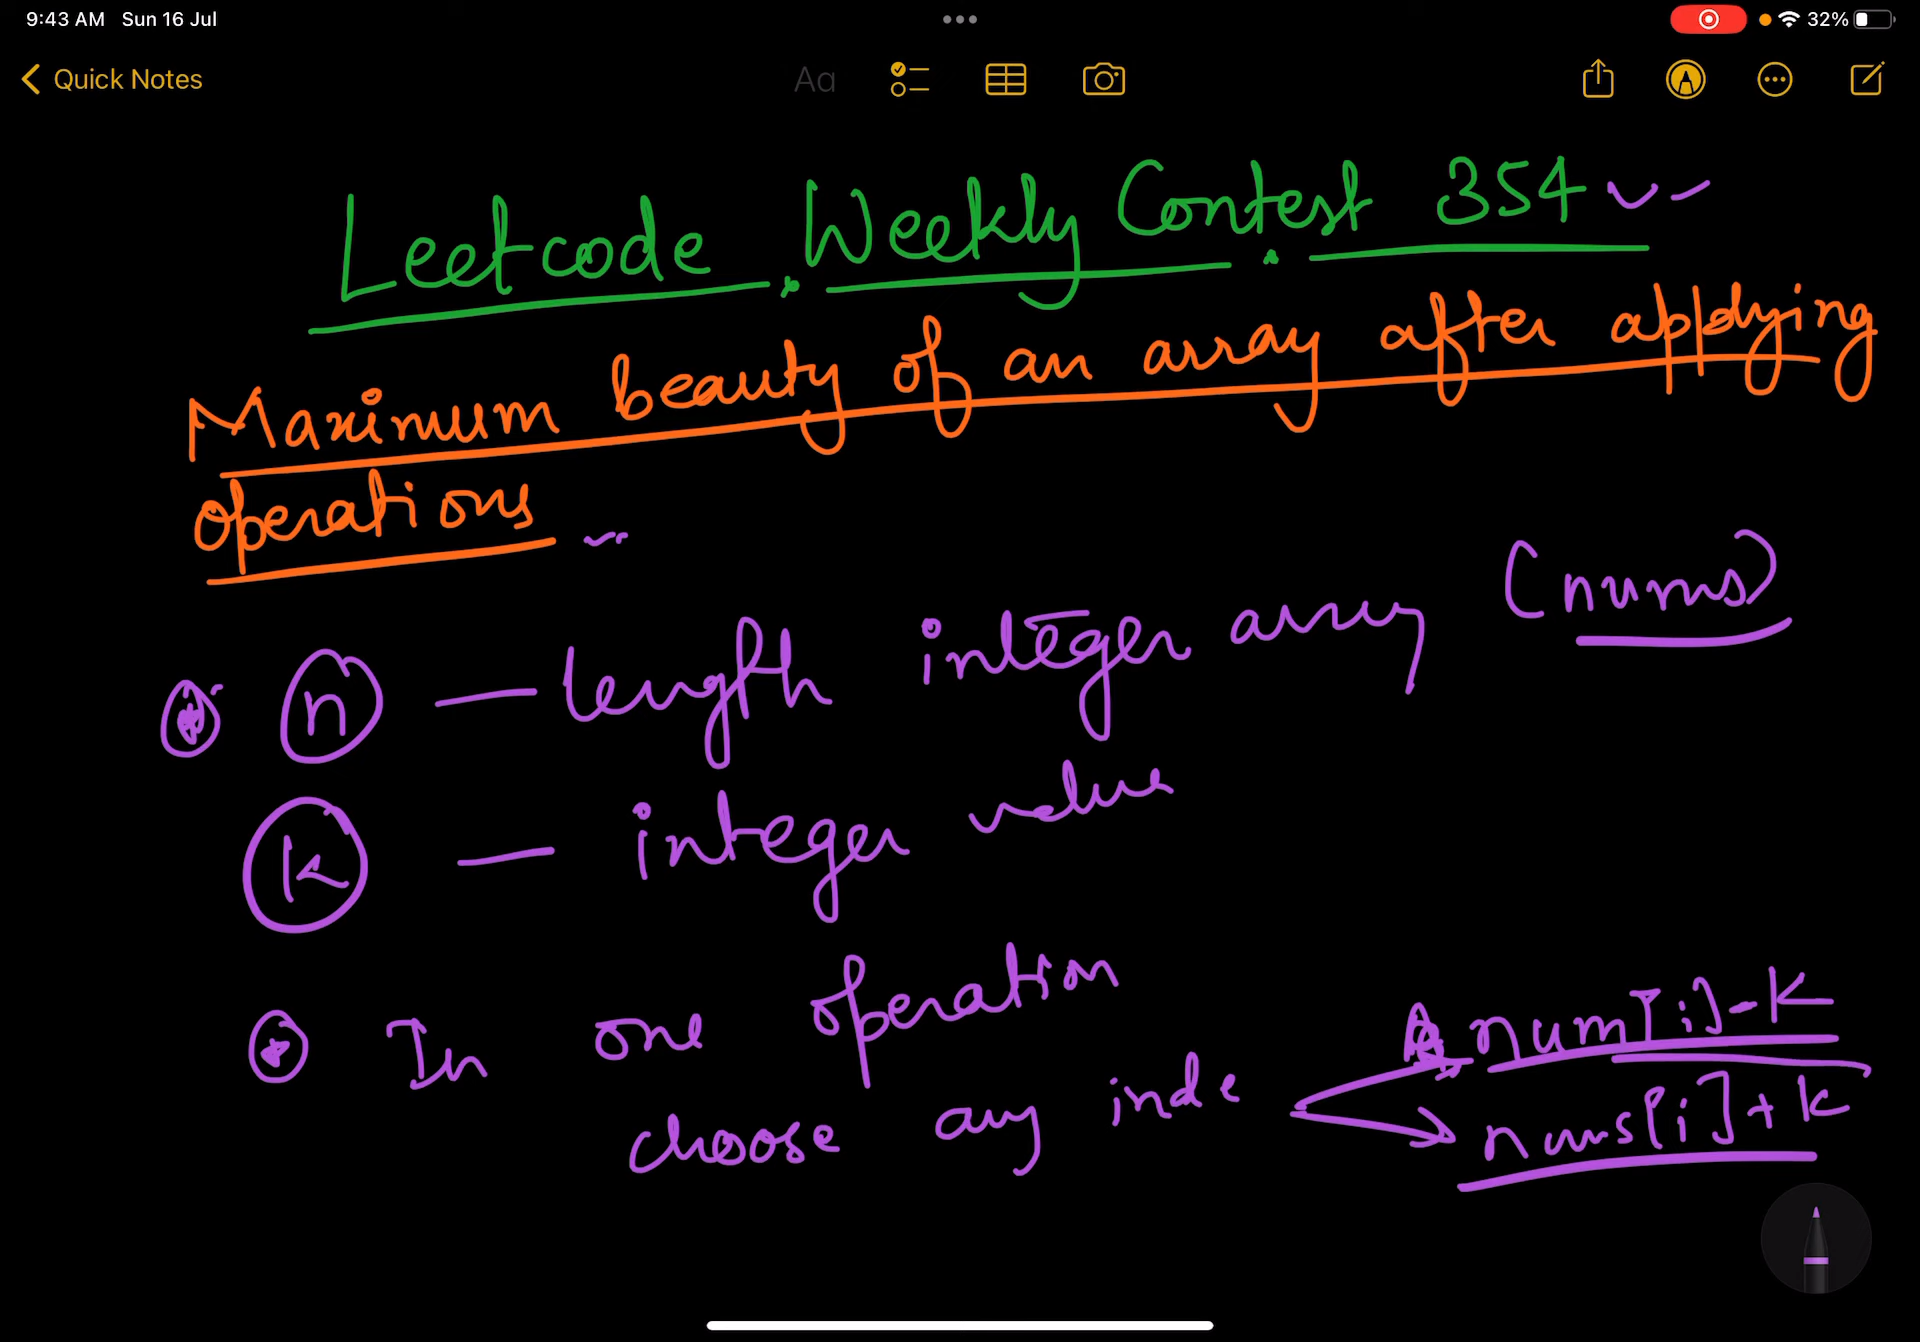 9:43 AM Sun 16 Jul
32%
Quick Notes
Aa
Leetcode Weekly Contest 354
Maximum beauty of an array after applying
operations
n — length integer array (nums)
K — integer value
In one operation
num[i]-K
choose any inde
nums[i]+k